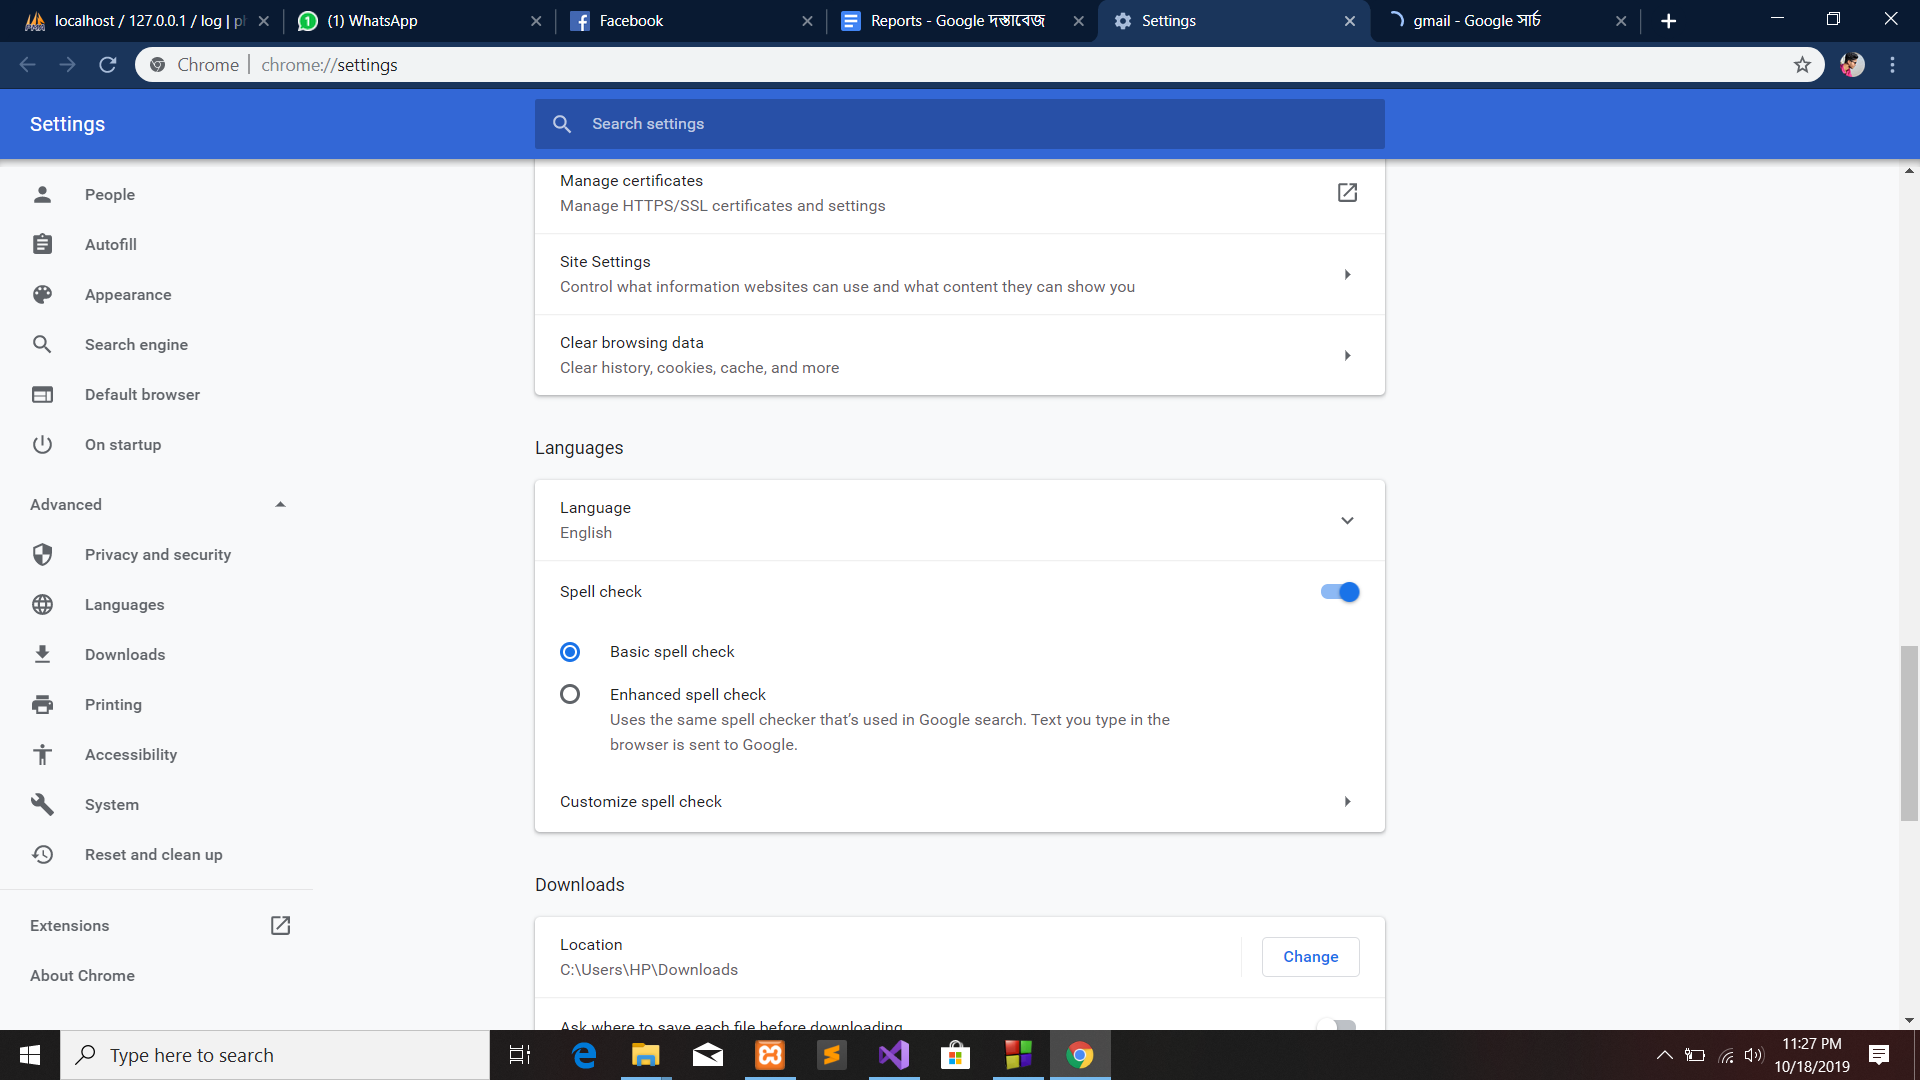 localhost / 127.0.0.1 / log |
(1) WhatsApp
Facebook
Reports - Google দস্তাবেজ
Settings
gmail - Google সার্চ
Chrome
chrome://settings
Settings
Search settings
People
Autofill
Appearance
Search engine
Default browser
On startup
Advanced
Privacy and security
Languages
Downloads
Printing
Accessibility
System
Reset and clean up
Extensions
About Chrome
Manage certificates
Manage HTTPS/SSL certificates and settings
Site Settings
Control what information websites can use and what content they can show you
Clear browsing data
Clear history, cookies, cache, and more
Languages
Language
English
Spell check
Basic spell check
Enhanced spell check
Uses the same spell checker that’s used in Google search. Text you type in the
browser is sent to Google.
Customize spell check
Downloads
Location
C:\Users\HP\Downloads
Change
Ask where to save each file before downloading
Type here to search
11:27 PM
10/18/2019